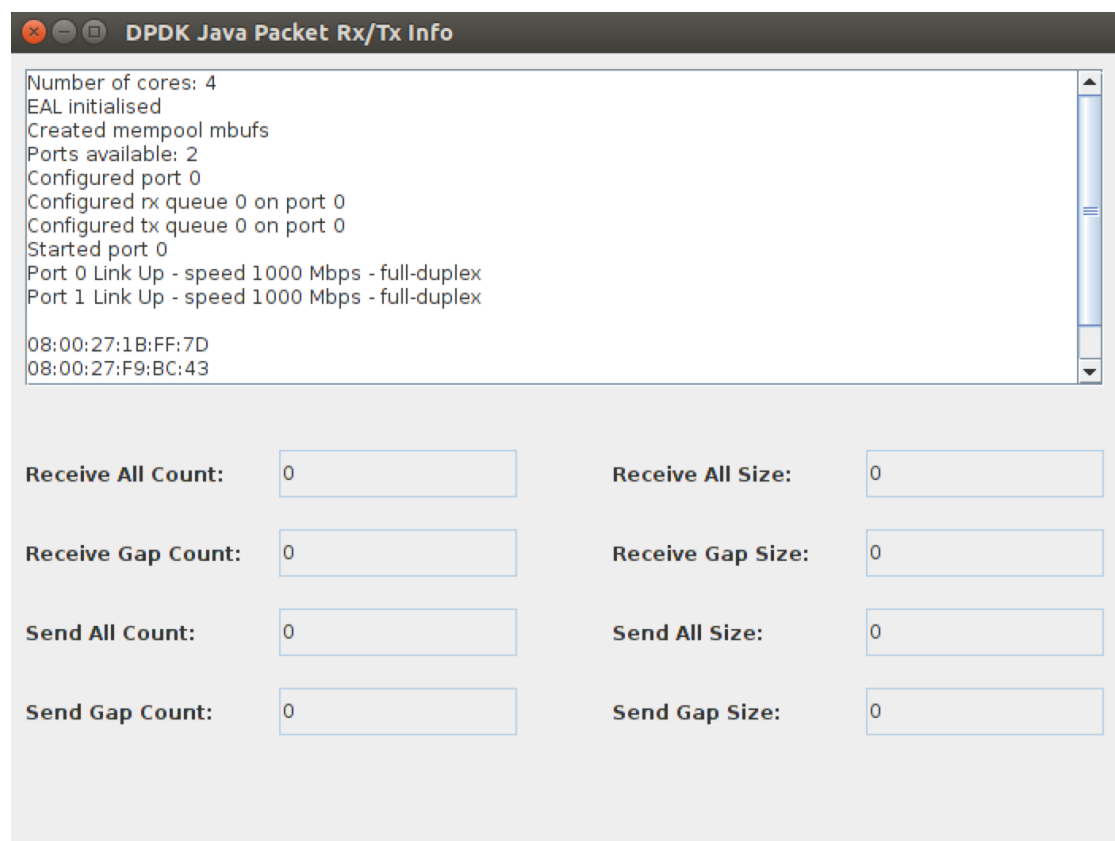 DPDK Java Packet Rx/Tx Info
Number of cores: 4
EAL initialised
Created mempool mbufs
Ports available: 2
Configured port 0
Configured rx queue 0 on port 0
Configured tx queue 0 on port 0
Started port 0
Port 0 Link Up - speed 1000 Mbps - full-duplex
Port 1 Link Up - speed 1000 Mbps - full-duplex
08:00:27:1B:FF:7D
08:00:27:F9:BC:43
Receive All Count: 0 Receive All Size: 0
Receive Gap Count: 0 Receive Gap Size: 0
Send All Count: 0 Send All Size: 0
Send Gap Count: 0 Send Gap Size: 0